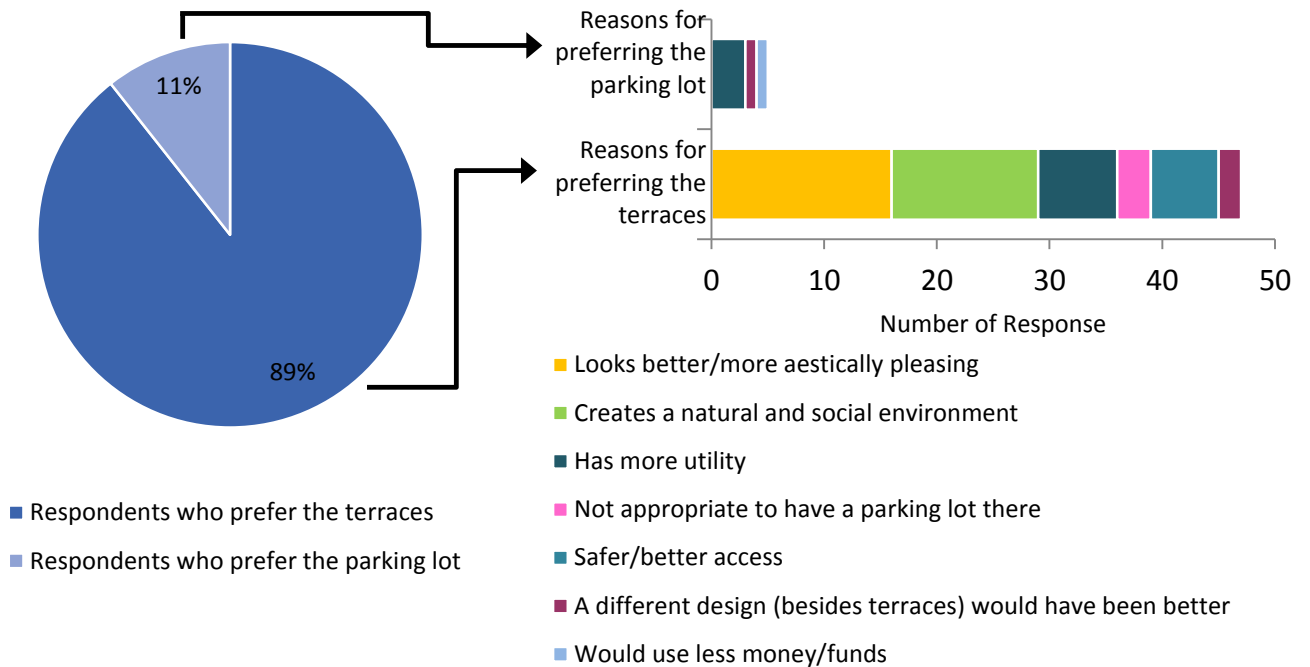 11%
89%
Respondents who prefer the terraces
Respondents who prefer the parking lot
Reasons for
preferring the
parking lot
Reasons for
preferring the
terraces
0 10 20 30 40 50
Number of Response
Looks better/more aestically pleasing
Creates a natural and social environment
Has more utility
Not appropriate to have a parking lot there
Safer/better access
A different design (besides terraces) would have been better
Would use less money/funds